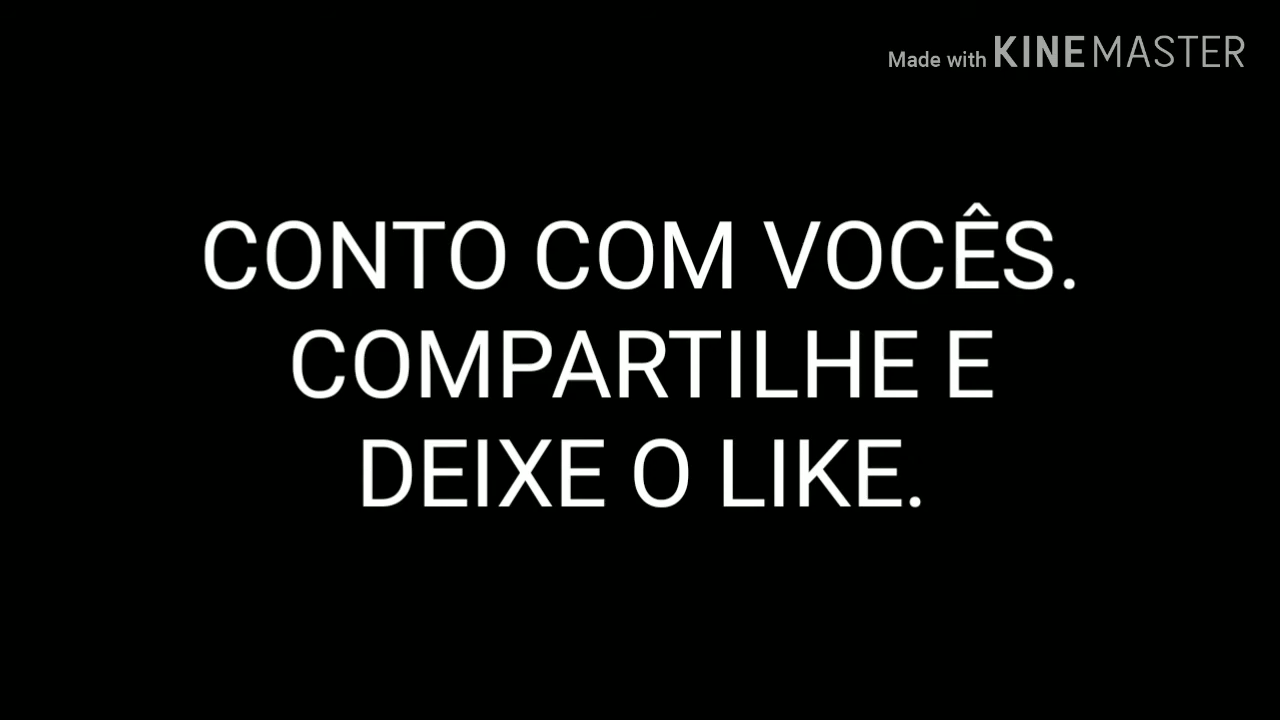 Made with KINEMASTER
CONTO COM VOCÊS.
COMPARTILHE E
DEIXE O LIKE.